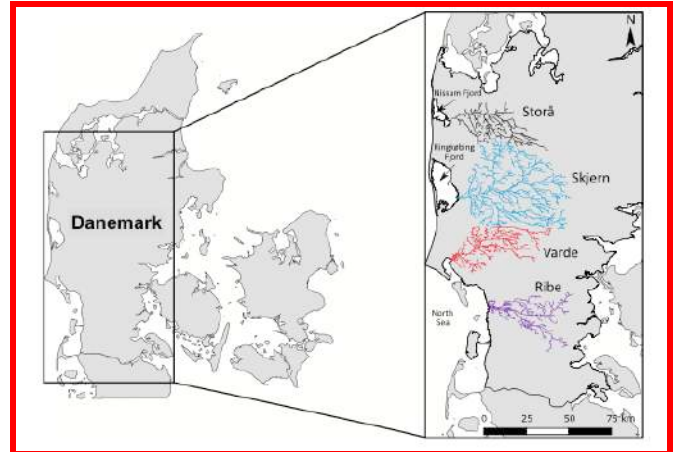 Danemark
N
Nissum Fjord
Storå
Ringkøbing
Fjord
Skjern
Varde
Ribe
North
Sea
0 25 50 75 km